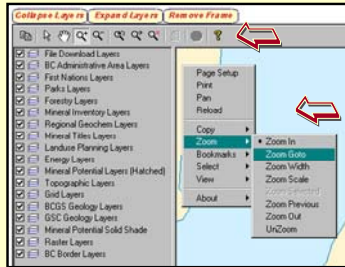 Collapse Layers Expand Layers Remove Frame
File Download Layers
BC Administrative Area Layers
First Nations Layers
Parks Layers
Forestry Layers
Mineral Inventory Layers
Regional Geochem Layers
Mineral Titles Layers
Landuse Planning Layers
Energy Layers
Mineral Potential Layers (Hatched)
Topographic Layers
Grid Layers
BCGS Geology Layers
GSC Geology Layers
Mineral Potential Solid Shade
Raster Layers
BC Border Layers
Page Setup
Print
Pan
Reload
Copy
Zoom
Bookmarks
Select
View
About
Zoom In
Zoom Goto
Zoom Width
Zoom Scale
Zoom Selected
Zoom Previous
Zoom Out
UnZoom